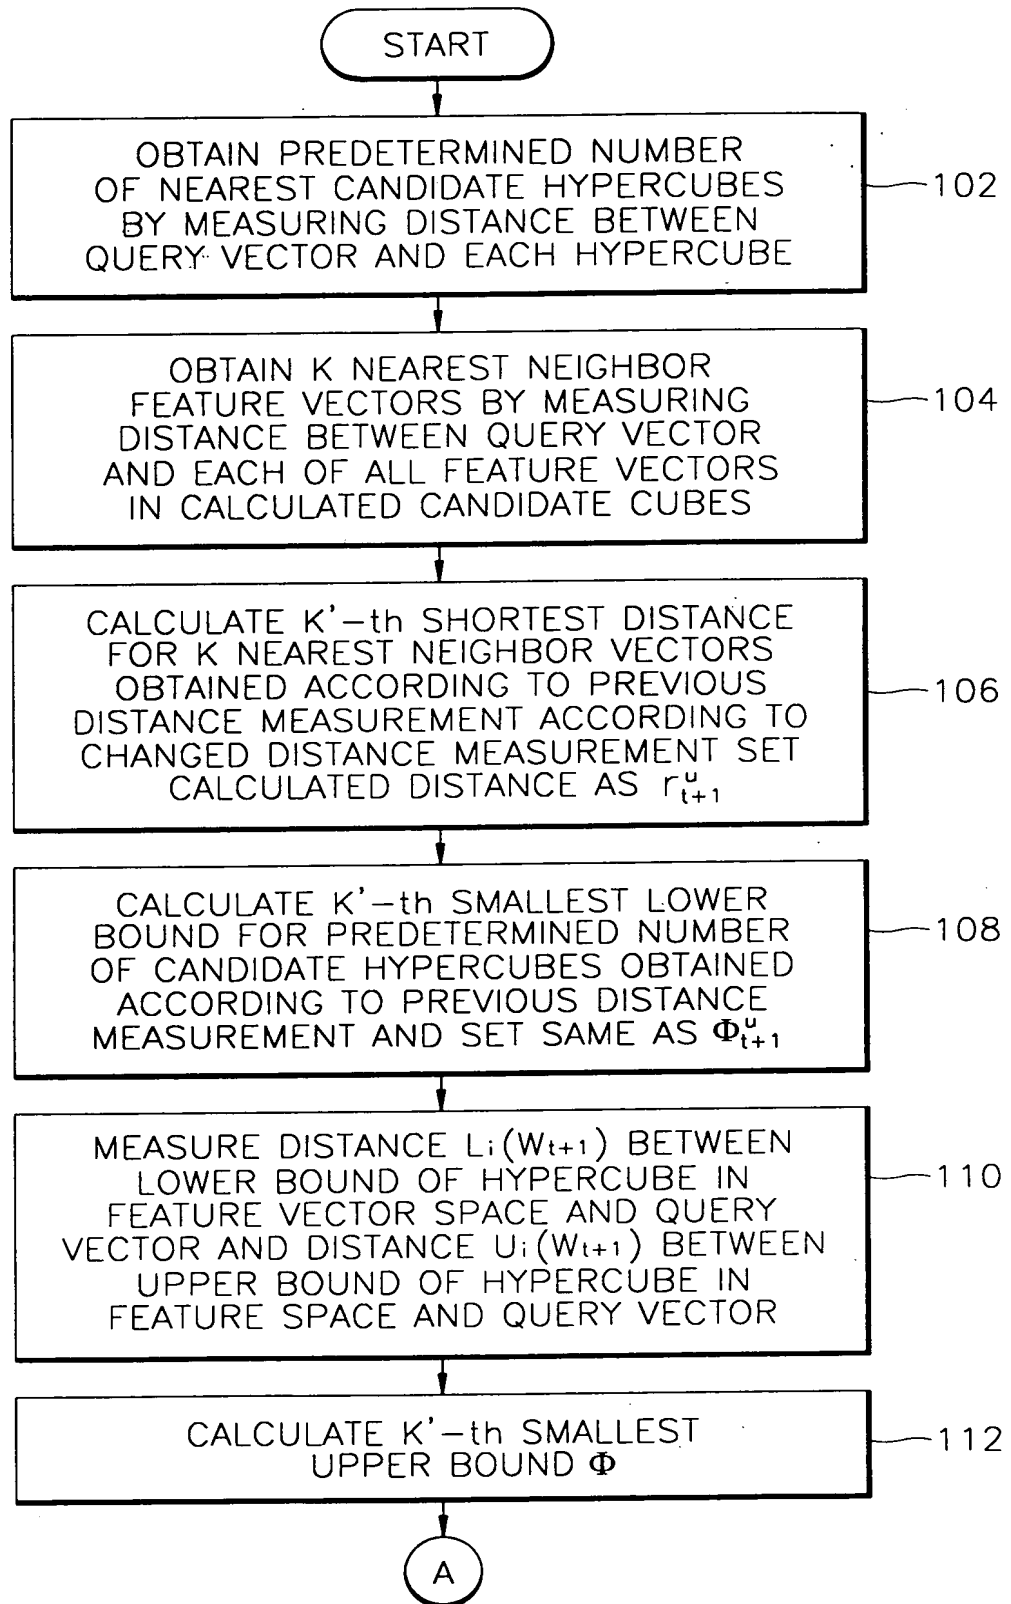 START
OBTAIN PREDETERMINED NUMBER
OF NEAREST CANDIDATE HYPERCUBES
BY MEASURING DISTANCE BETWEEN
QUERY VECTOR AND EACH HYPERCUBE
102
OBTAIN K NEAREST NEIGHBOR
FEATURE VECTORS BY MEASURING
DISTANCE BETWEEN QUERY VECTOR
AND EACH OF ALL FEATURE VECTORS
IN CALCULATED CANDIDATE CUBES
104
CALCULATE K'-th SHORTEST DISTANCE
FOR K NEAREST NEIGHBOR VECTORS
OBTAINED ACCORDING TO PREVIOUS
DISTANCE MEASUREMENT ACCORDING TO
CHANGED DISTANCE MEASUREMENT SET
CALCULATED DISTANCE AS r^u_{t+1}
106
CALCULATE K'-th SMALLEST LOWER
BOUND FOR PREDETERMINED NUMBER
OF CANDIDATE HYPERCUBES OBTAINED
ACCORDING TO PREVIOUS DISTANCE
MEASUREMENT AND SET SAME AS Φ^u_{t+1}
108
MEASURE DISTANCE Li(Wt+1) BETWEEN
LOWER BOUND OF HYPERCUBE IN
FEATURE VECTOR SPACE AND QUERY
VECTOR AND DISTANCE Ui(Wt+1) BETWEEN
UPPER BOUND OF HYPERCUBE IN
FEATURE SPACE AND QUERY VECTOR
110
CALCULATE K'-th SMALLEST
UPPER BOUND Φ
112
A